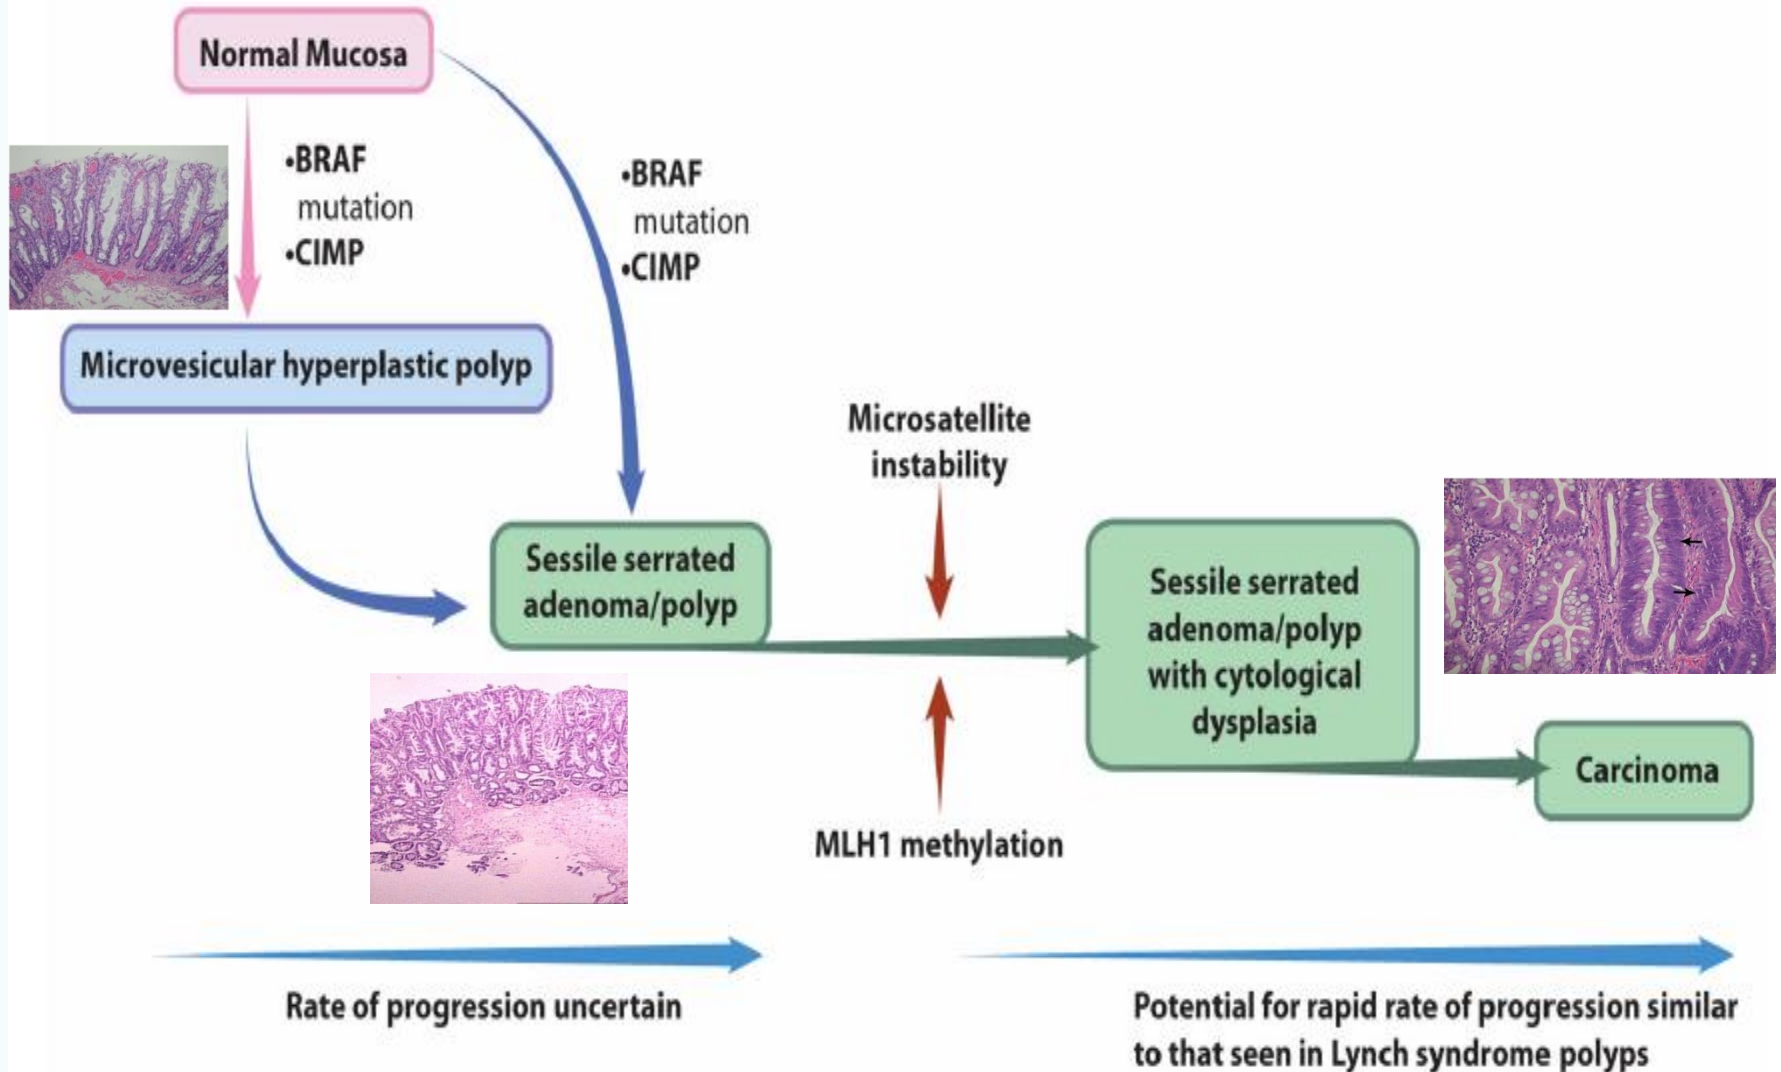 Normal Mucosa
•BRAF
mutation
•CIMP
•BRAF
mutation
•CIMP
Microvesicular hyperplastic polyp
Microsatellite
instability
Sessile serrated
adenoma/polyp
Sessile serrated
adenoma/polyp
with cytological
dysplasia
Carcinoma
MLH1 methylation
Rate of progression uncertain
Potential for rapid rate of progression similar
to that seen in Lynch syndrome polyps